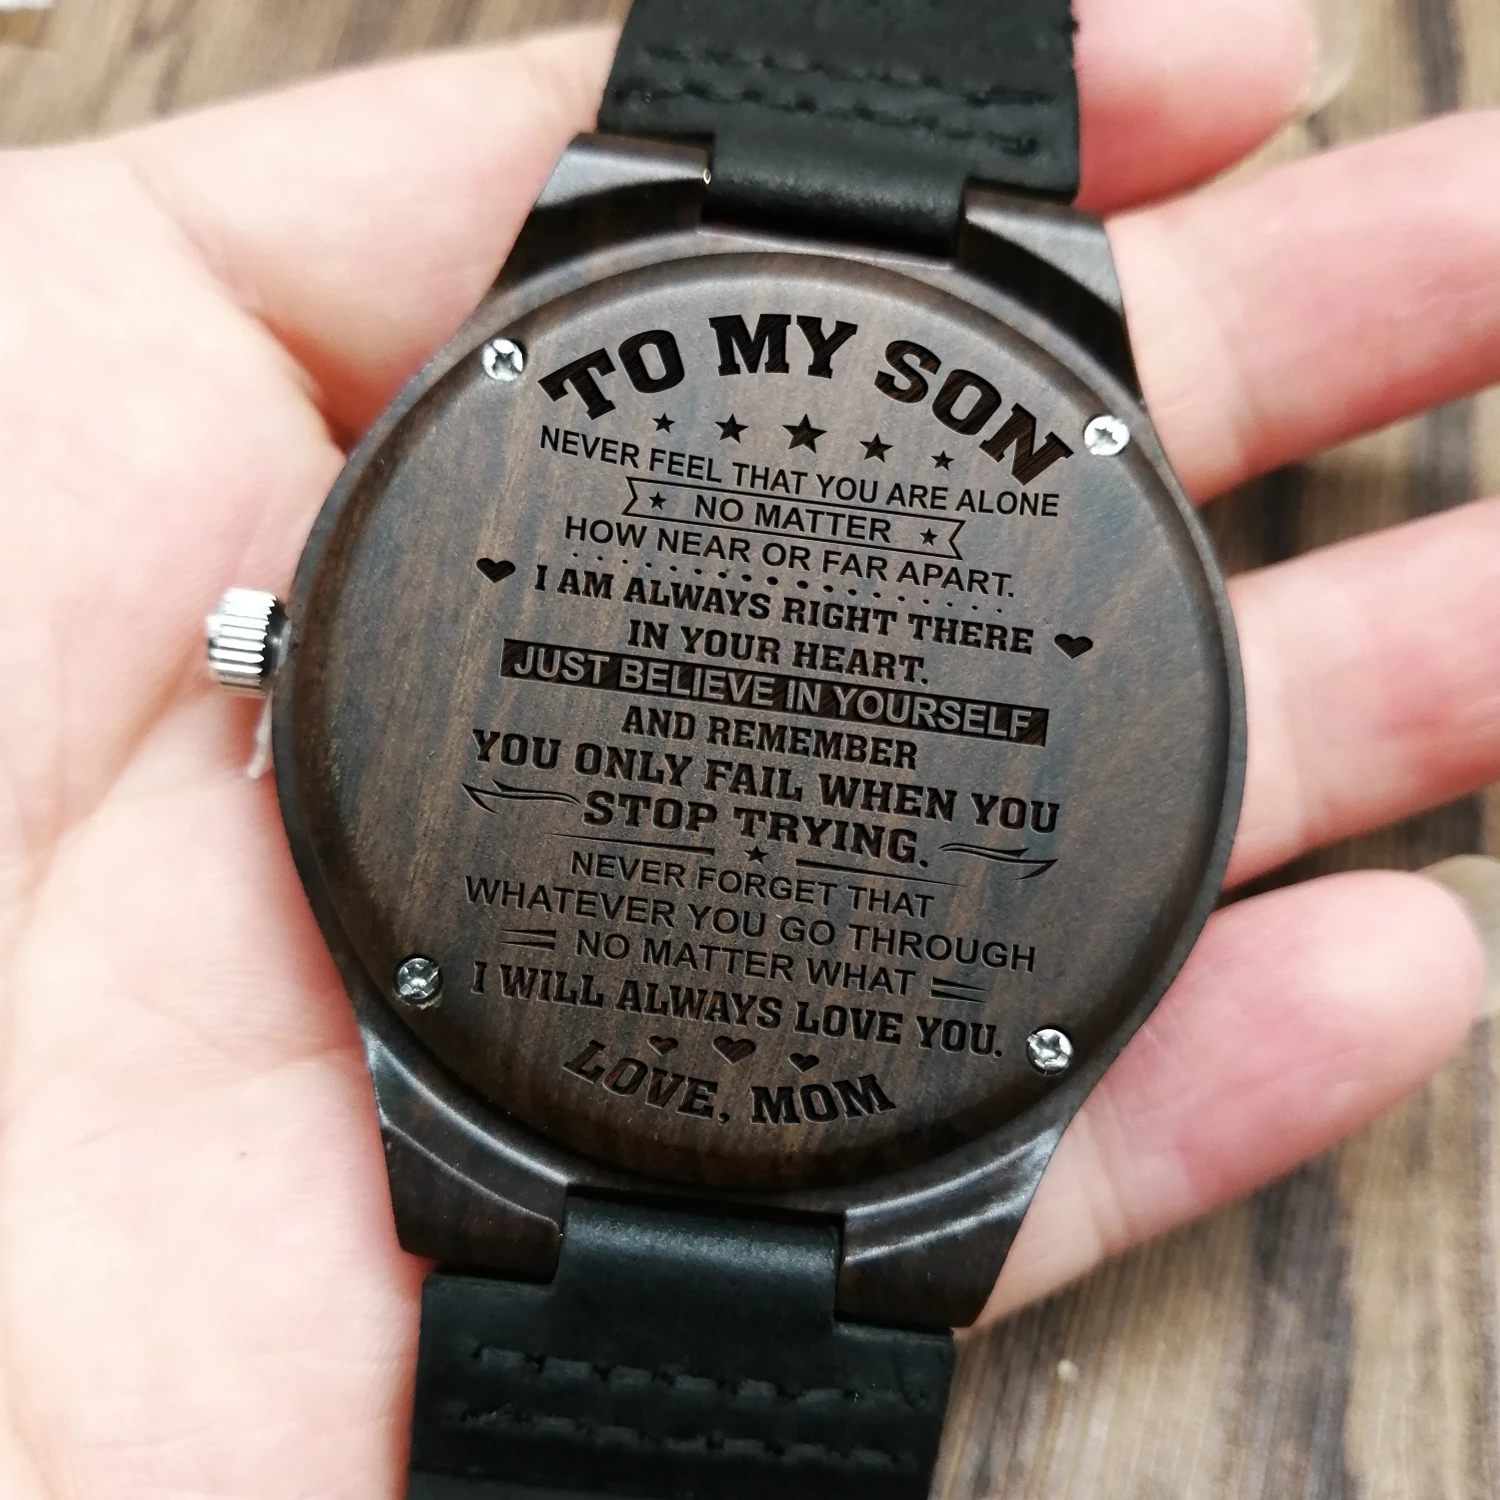 TO MY SON
NEVER FEEL THAT YOU ARE ALONE
NO MATTER
HOW NEAR OR FAR APART.
I AM ALWAYS RIGHT THERE
IN YOUR HEART.
JUST BELIEVE IN YOURSELF
AND REMEMBER
YOU ONLY FAIL WHEN YOU
STOP TRYING.
NEVER FORGET THAT
WHATEVER YOU GO THROUGH
NO MATTER WHAT
I WILL ALWAYS LOVE YOU.
LOVE, MOM